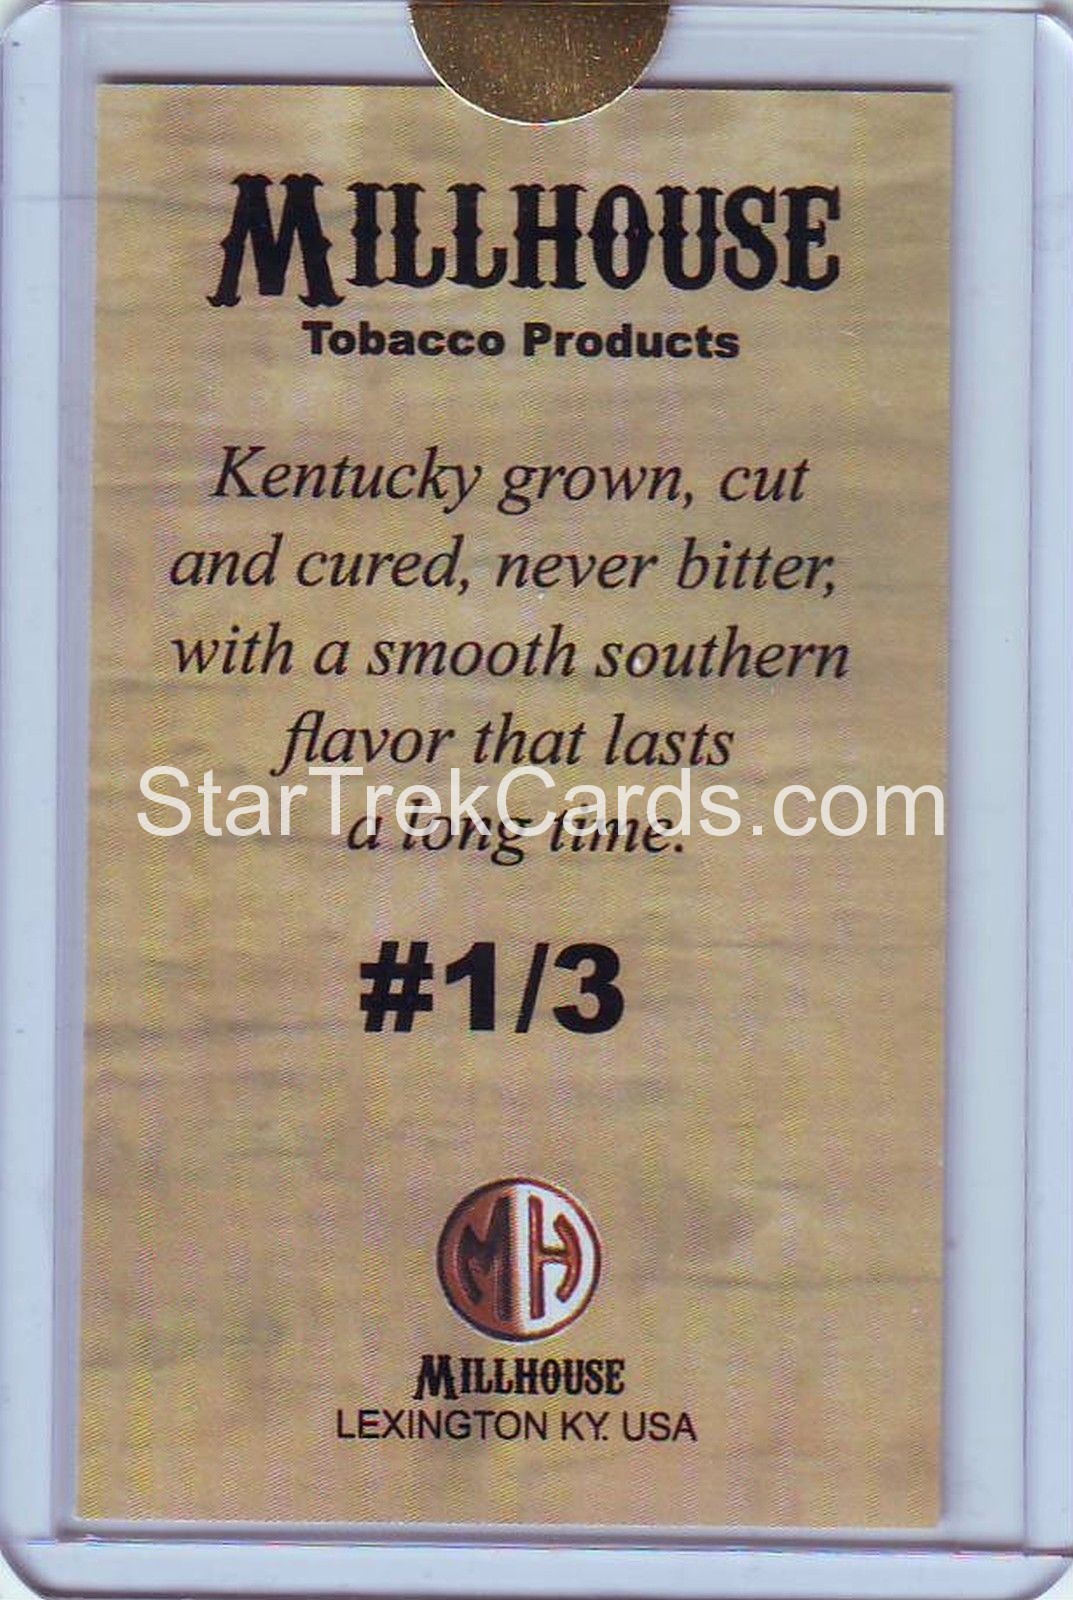 MILLHOUSE
Tobacco Products
Kentucky grown, cut
and cured, never bitter,
with a smooth southern
flavor that lasts
StarTrekCards.com
a long time.
#1/3
MH
MILLHOUSE
LEXINGTON KY. USA